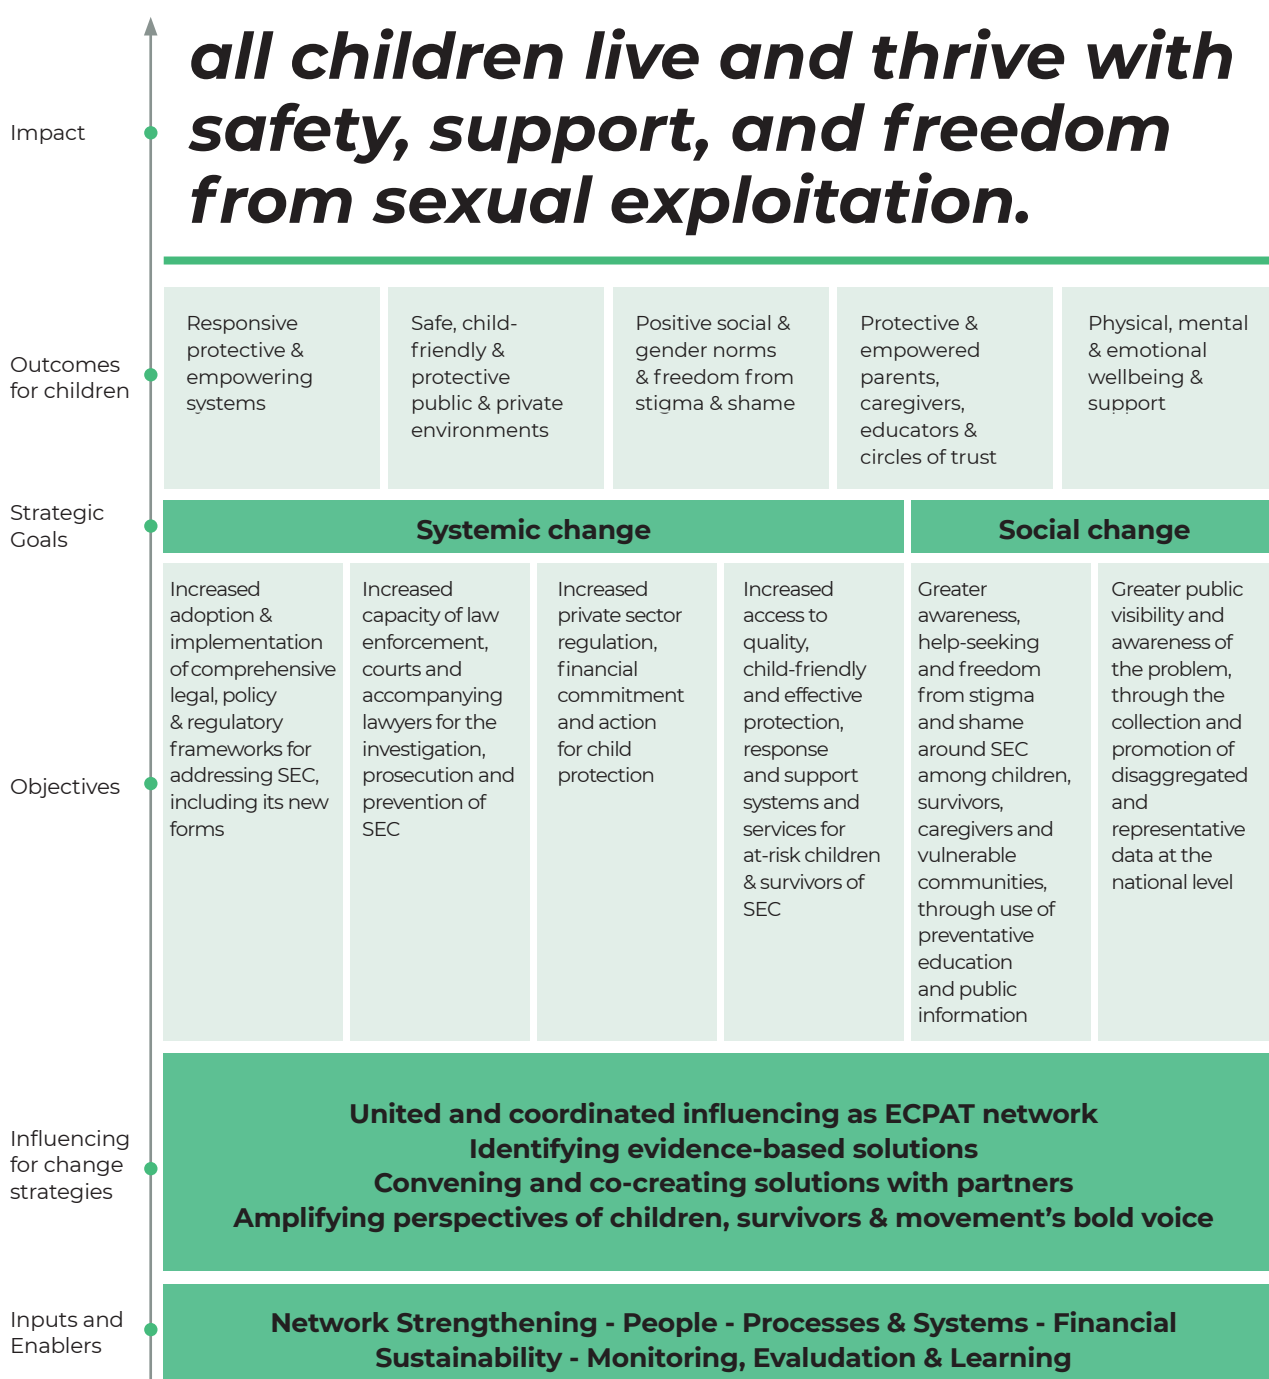 all children live and thrive with
safety, support, and freedom
from sexual exploitation.
Impact
Outcomes
for children
Responsive
protective &
empowering
systems
Safe, child-
friendly &
protective
public & private
environments
Positive social &
gender norms
& freedom from
stigma & shame
Protective &
empowered
parents,
caregivers,
educators &
circles of trust
Physical, mental
& emotional
wellbeing &
support
Strategic
Goals
Systemic change
Social change
Objectives
Increased
adoption &
implementation
of comprehensive
legal, policy
& regulatory
frameworks for
addressing SEC,
including its new
forms
Increased
capacity of law
enforcement,
courts and
accompanying
lawyers for the
investigation,
prosecution and
prevention of
SEC
Increased
private sector
regulation,
financial
commitment
and action
for child
protection
Increased
access to
quality,
child-friendly
and effective
protection,
response
and support
systems and
services for
at-risk children
& survivors of
SEC
Greater
awareness,
help-seeking
and freedom
from stigma
and shame
around SEC
among children,
survivors,
caregivers and
vulnerable
communities,
through use of
preventative
education
and public
information
Greater public
visibility and
awareness of
the problem,
through the
collection and
promotion of
disaggregated
and
representative
data at the
national level
Influencing
for change
strategies
United and coordinated influencing as ECPAT network
Identifying evidence-based solutions
Convening and co-creating solutions with partners
Amplifying perspectives of children, survivors & movement’s bold voice
Inputs and
Enablers
Network Strengthening - People - Processes & Systems - Financial
Sustainability - Monitoring, Evaludation & Learning